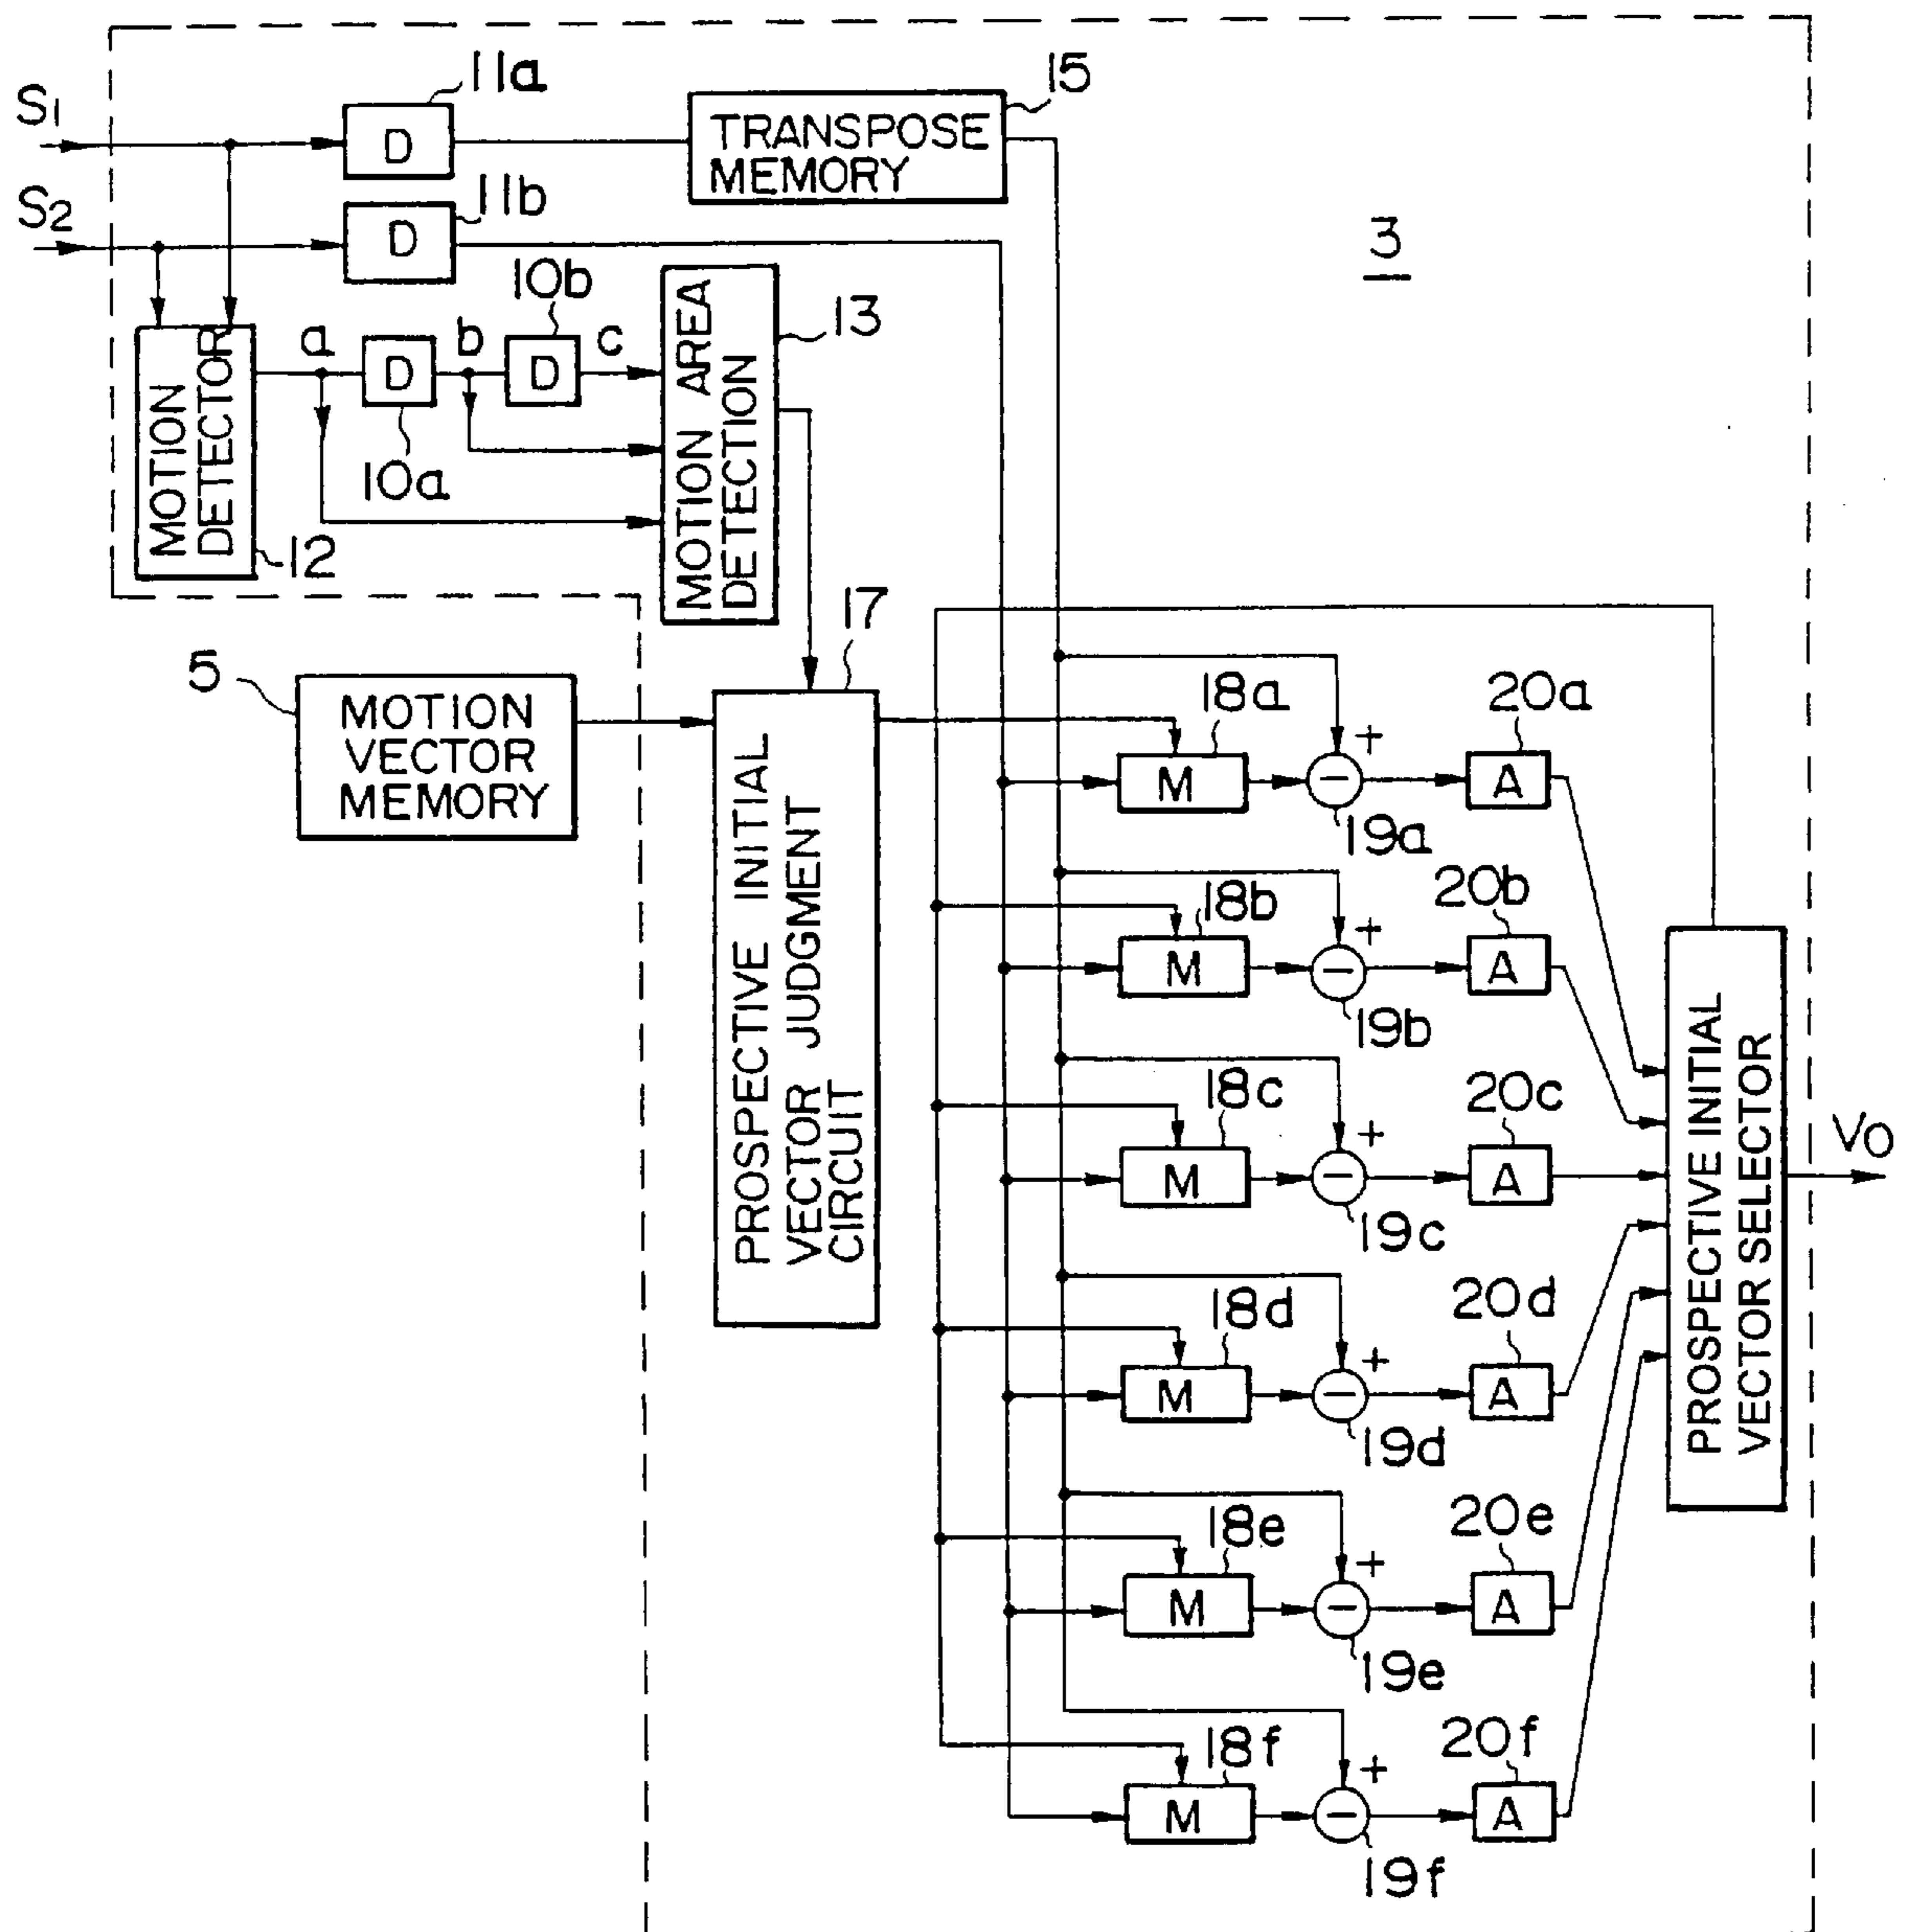 11a
15
S1
D
TRANSPOSE
MEMORY
S2
11b
D
3
10b
13
a
D
b
D
c
10a
MOTION
DETECTOR
12
MOTION AREA
DETECTION
17
5
MOTION
VECTOR
MEMORY
PROSPECTIVE INITIAL
VECTOR JUDGMENT
CIRCUIT
18a
20a
+
M
−
A
19a
18b
20b
+
M
−
A
19b
18c
20c
+
M
−
A
19c
18d
20d
+
M
−
A
19d
18e
20e
+
M
−
A
19e
18f
20f
+
M
−
A
19f
PROSPECTIVE INITIAL
VECTOR SELECTOR
V0